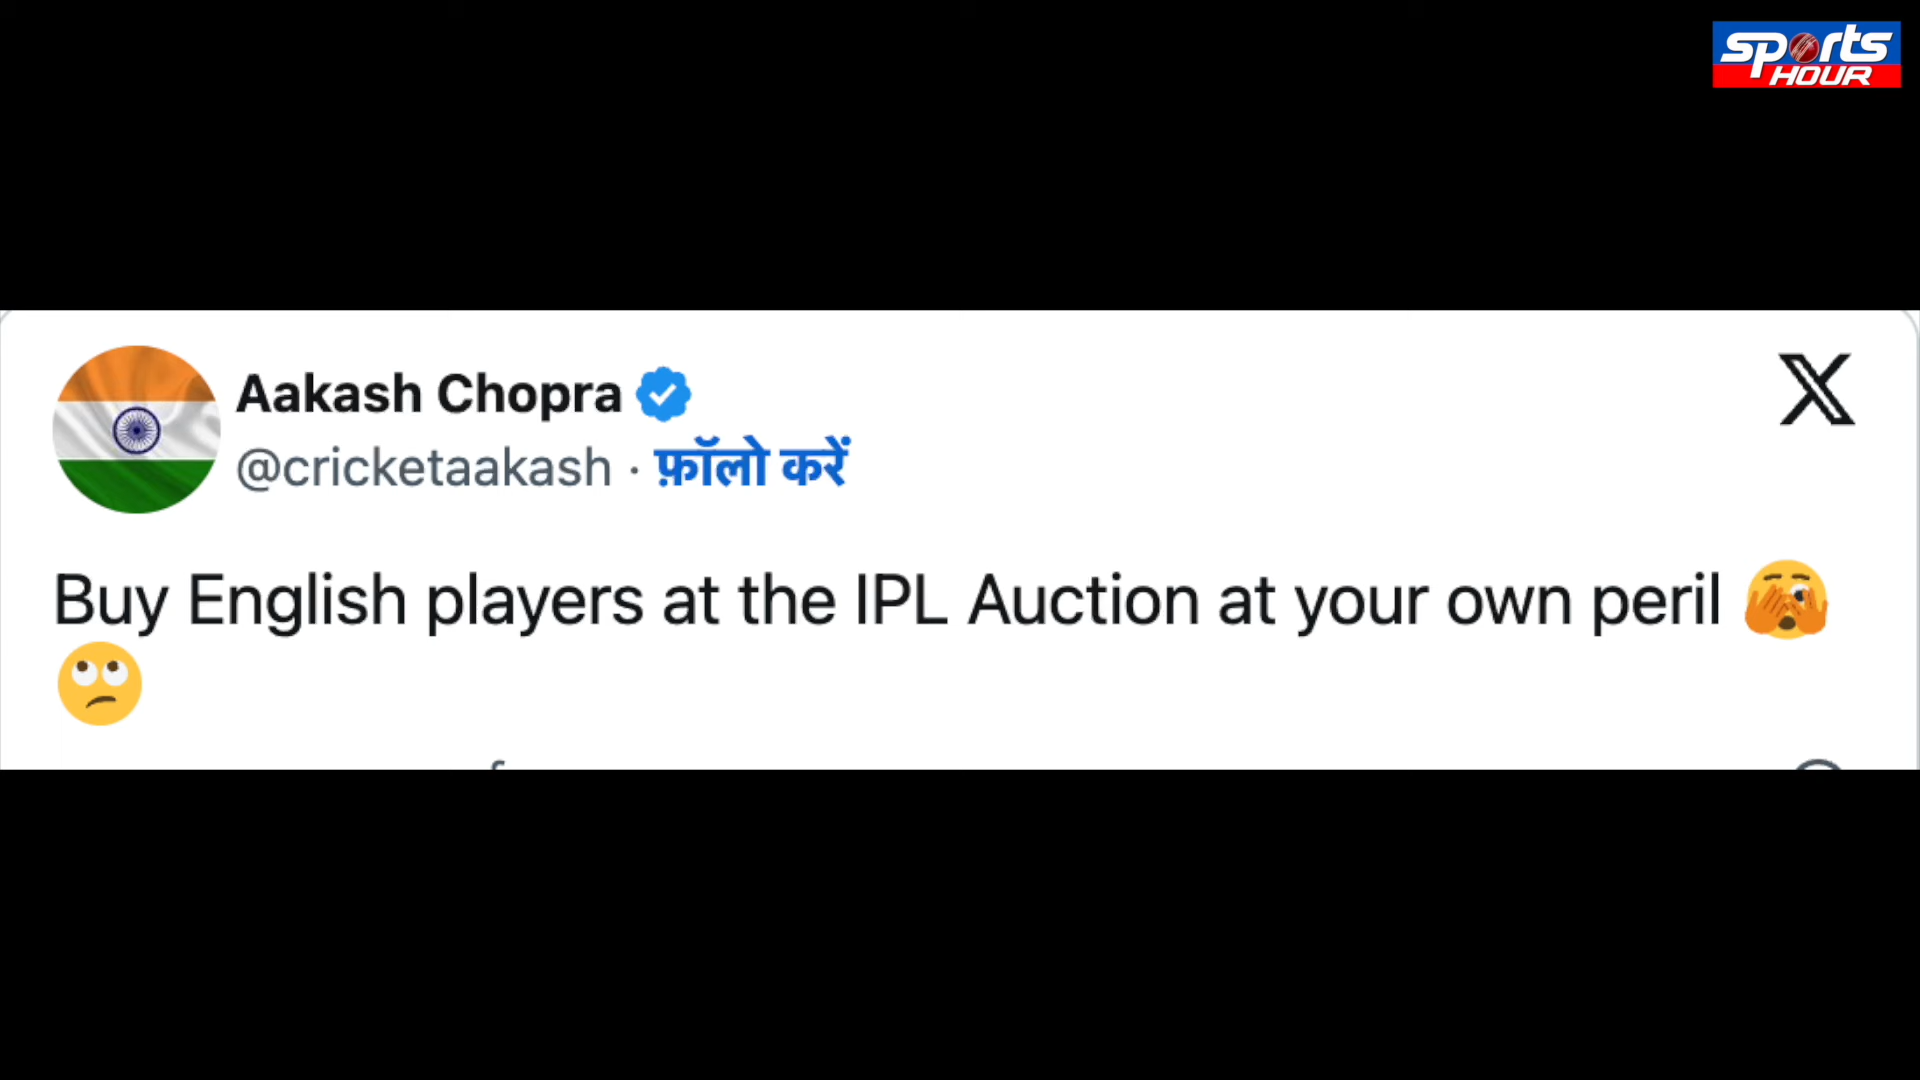 sports
HOUR
Aakash Chopra
@cricketaakash · फ़ॉलो करें
Buy English players at the IPL Auction at your own peril 🫣
🙄